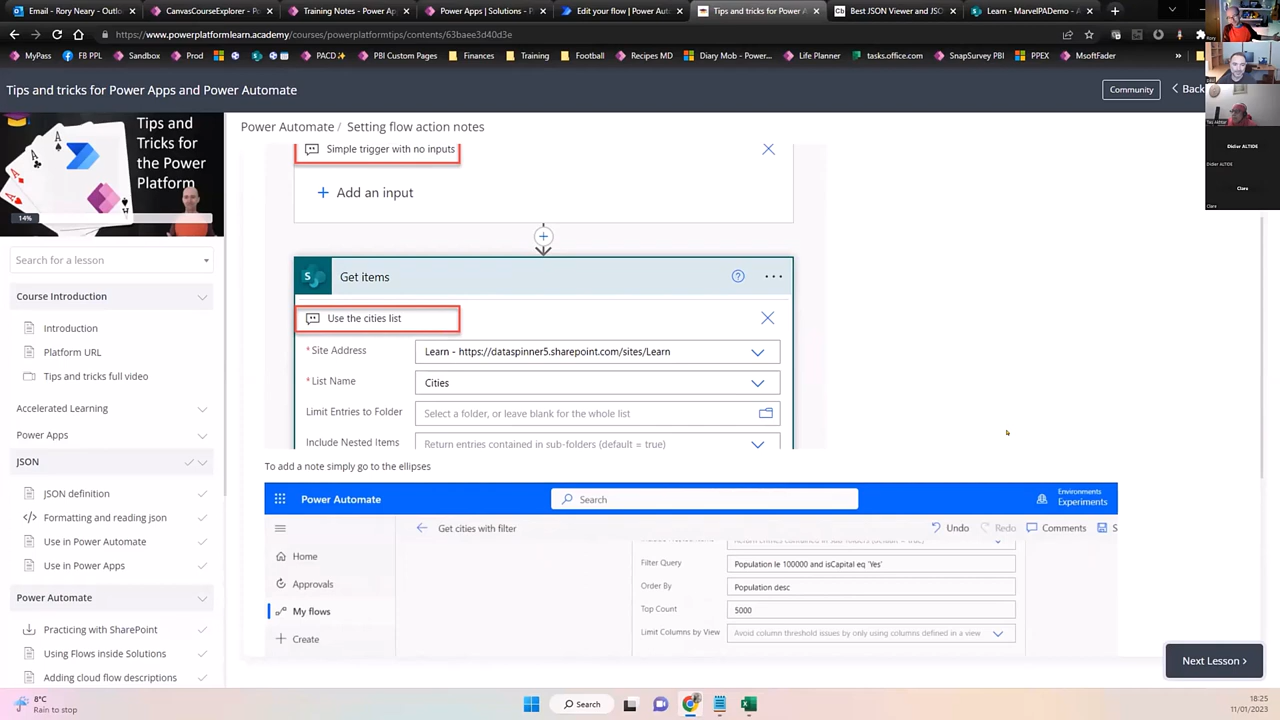 Email - Rory Neary - Outloo
CanvasCourseExplorer - P
Training Notes - Power Ap
Power Apps | Solutions -
Edit your flow | Power Au
Tips and tricks for Power A
Best JSON Viewer and JSC
Learn - MarvelPADemo - A
https://www.powerplatformlearn.academy/courses/powerplatformtips/contents/63baee3d40d3e
MyPass
FB PPL
Sandbox
Prod
PACD
PBI Custom Pages
Finances
Training
Football
Recipes MD
Diary Mob - Power...
Life Planner
tasks.office.com
SnapSurvey PBI
PPEX
MsoftFader
Tips and tricks for Power Apps and Power Automate
Community
Back
Rory
Didier ALTIDE
Didier ALTIDE
Clare
Clare
Tips and
Tricks for
the Power
Platform
14%
Search for a lesson
Course Introduction
Introduction
Platform URL
Tips and tricks full video
Accelerated Learning
Power Apps
JSON
JSON definition
Formatting and reading json
Use in Power Automate
Use in Power Apps
Power Automate
Practicing with SharePoint
Using Flows inside Solutions
Adding cloud flow descriptions
Power Automate / Setting flow action notes
Simple trigger with no inputs
Add an input
Get items
Use the cities list
* Site Address
Learn - https://dataspinner5.sharepoint.com/sites/Learn
* List Name
Cities
Limit Entries to Folder
Select a folder, or leave blank for the whole list
Include Nested Items
Return entries contained in sub-folders (default = true)
To add a note simply go to the ellipses
Power Automate
Search
Environments
Experiments
Get cities with filter
Undo
Redo
Comments
S
Home
Approvals
My flows
Create
Filter Query
Population le 100000 and isCapital eq 'Yes'
Order By
Population desc
Top Count
5000
Limit Columns by View
Avoid column threshold issues by only using columns defined in a view
Next Lesson >
8°C
Rain to stop
Search
18:25
11/01/2023